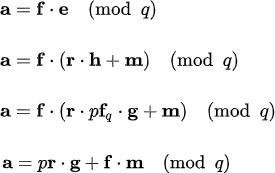 a = f · e (mod q)
a = f · (r · h + m) (mod q)
a = f · (r · pf_q · g + m) (mod q)
a = pr · g + f · m (mod q)